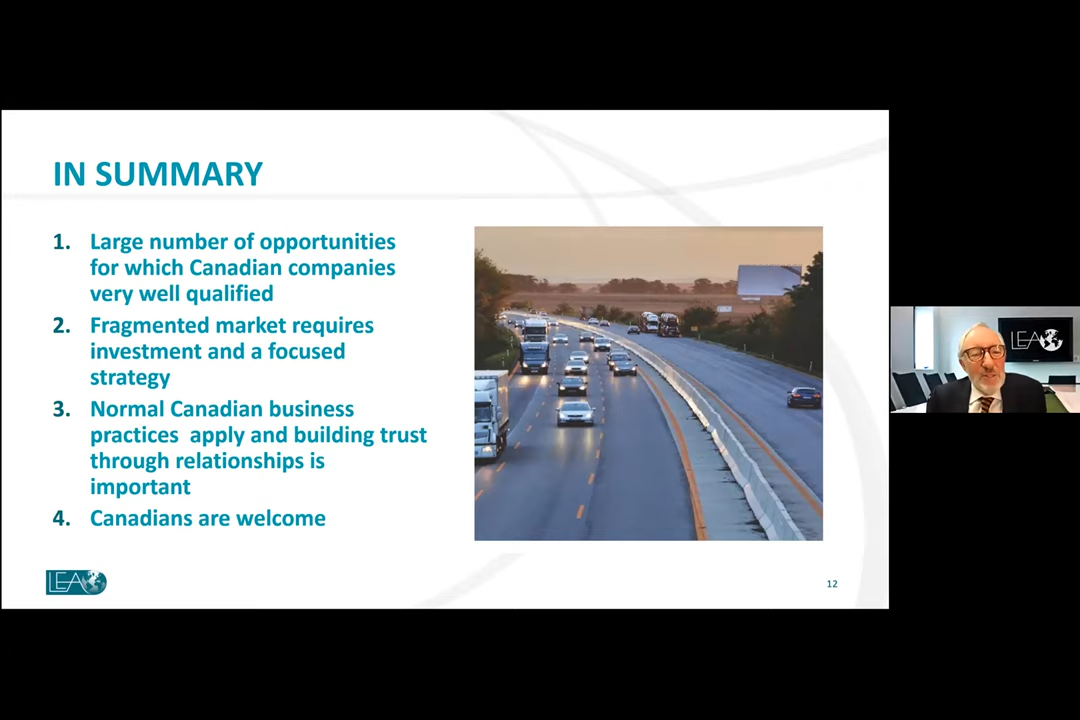 IN SUMMARY
1. Large number of opportunities
for which Canadian companies
very well qualified
2. Fragmented market requires
investment and a focused
strategy
3. Normal Canadian business
practices  apply and building trust
through relationships is
important
4. Canadians are welcome
LEA
12
LEA